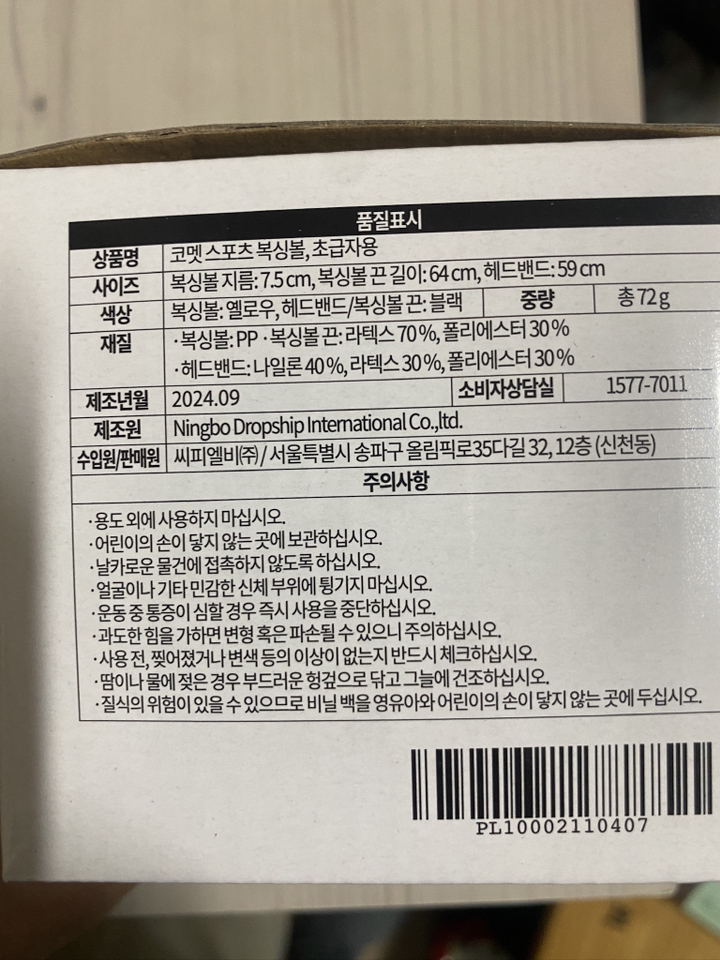 품질표시
상품명 코멧 스포츠 복싱볼, 초급자용
사이즈 복싱볼 지름: 7.5 cm, 복싱볼 끈 길이: 64 cm, 헤드밴드: 59 cm
색상 복싱볼: 옐로우, 헤드밴드/복싱볼 끈: 블랙 중량 총 72 g
재질 ·복싱볼: PP ·복싱볼 끈: 라텍스 70 %, 폴리에스터 30 %
·헤드밴드: 나일론 40 %, 라텍스 30 %, 폴리에스터 30 %
제조년월 2024.09 소비자상담실 1577-7011
제조원 Ningbo Dropship International Co.,ltd.
수입원/판매원 씨피엘비㈜ / 서울특별시 송파구 올림픽로35다길 32, 12층 (신천동)
주의사항
·용도 외에 사용하지 마십시오.
·어린이의 손이 닿지 않는 곳에 보관하십시오.
·날카로운 물건에 접촉하지 않도록 하십시오.
·얼굴이나 기타 민감한 신체 부위에 튕기지 마십시오.
·운동 중 통증이 심할 경우 즉시 사용을 중단하십시오.
·과도한 힘을 가하면 변형 혹은 파손될 수 있으니 주의하십시오.
·사용 전, 찢어졌거나 변색 등의 이상이 없는지 반드시 체크하십시오.
·땀이나 물에 젖은 경우 부드러운 헝겊으로 닦고 그늘에 건조하십시오.
·질식의 위험이 있을 수 있으므로 비닐 백을 영유아와 어린이의 손이 닿지 않는 곳에 두십시오.
PL10002110407